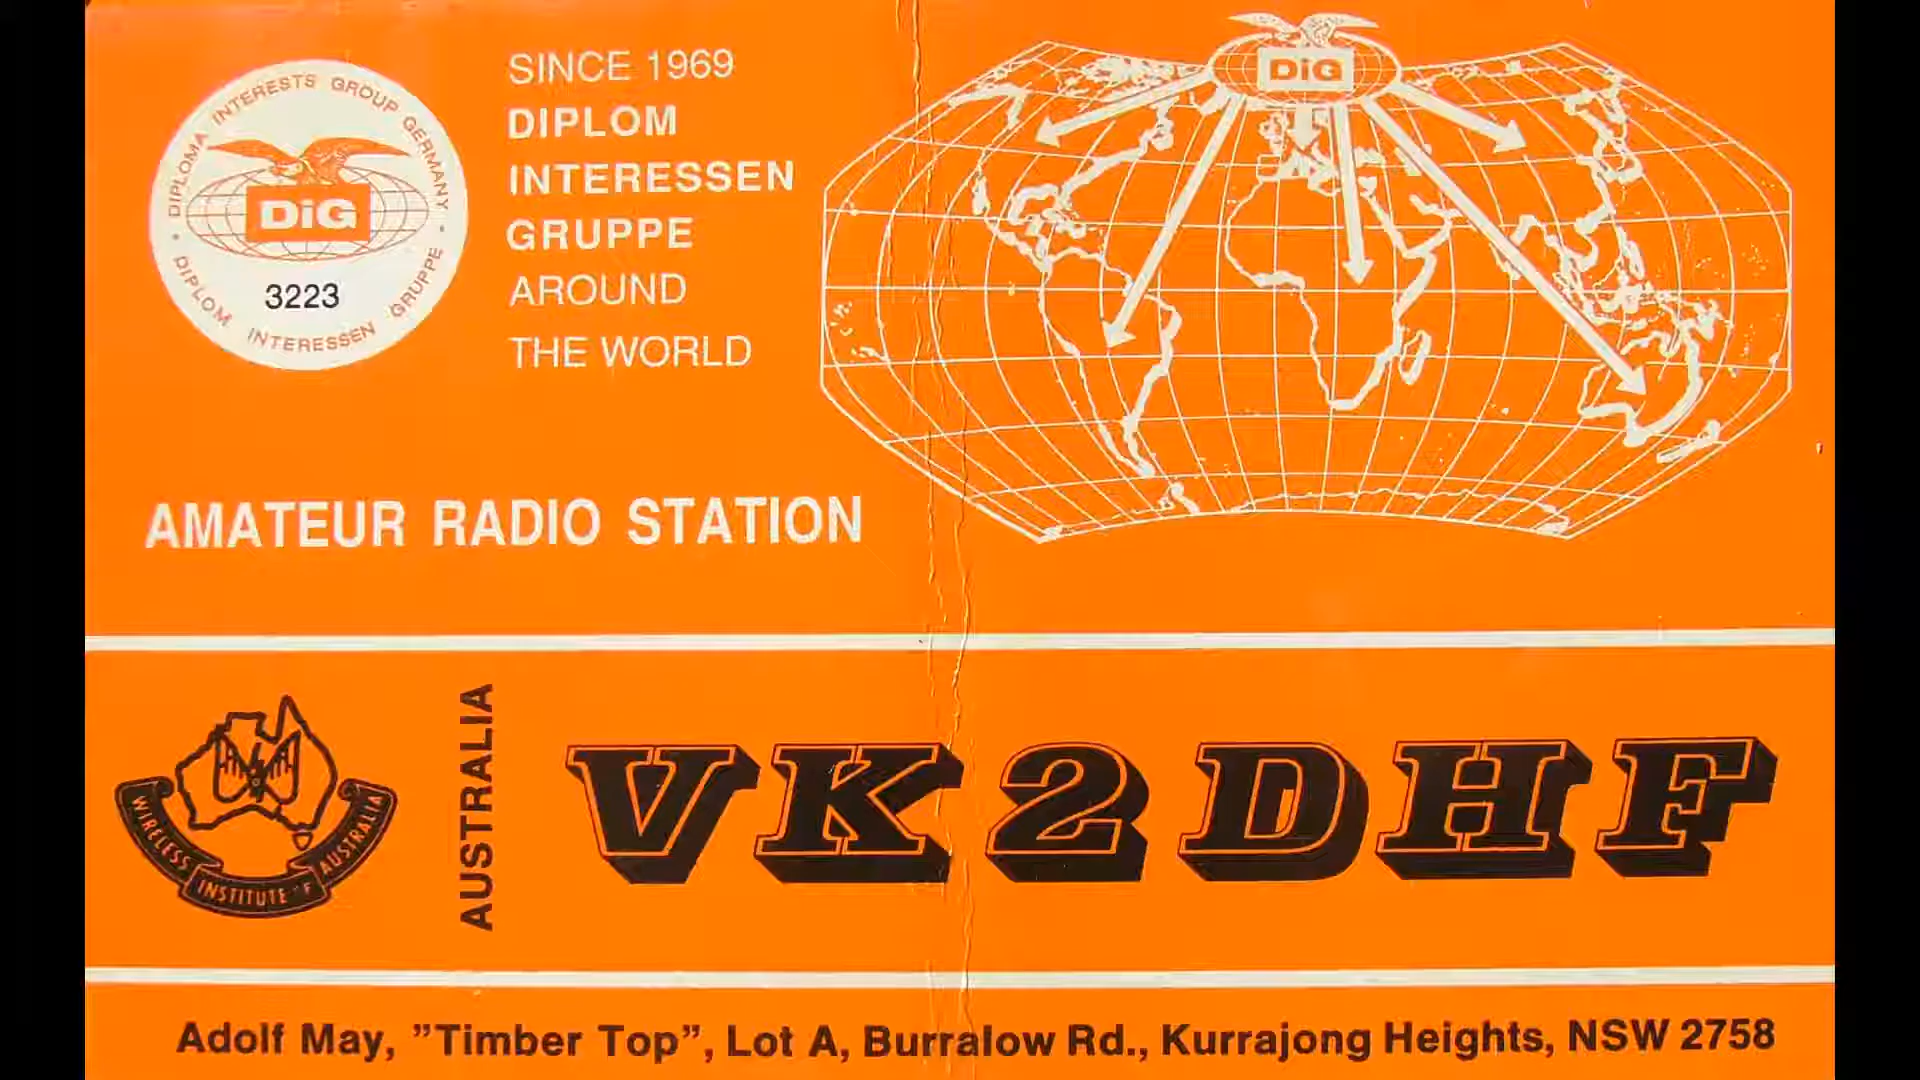 DIPLOMA INTERESTS GROUP GERMANY
DiG
3223
DIPLOM INTERESSEN GRUPPE
SINCE 1969
DIPLOM
INTERESSEN
GRUPPE
AROUND
THE WORLD
DiG
AMATEUR RADIO STATION
WIRELESS INSTITUTE OF AUSTRALIA
AUSTRALIA
VK2DHF
Adolf May, ”Timber Top”, Lot A, Burralow Rd., Kurrajong Heights, NSW 2758